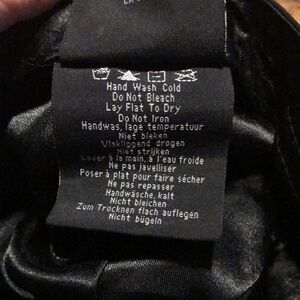 Hand Wash Cold
Do Not Bleach
Lay Flat To Dry
Do Not Iron
Handwas, lage temperatuur
Niet bleken
Vlakliggend drogen
Niet strijken
Laver à la main, à l'eau froide
Ne pas javelliser
Poser à plat pour faire sécher
Ne pas repasser
Handwäsche, kalt
Nicht bleichen
Zum Trocknen flach auflegen
Nicht bügeln